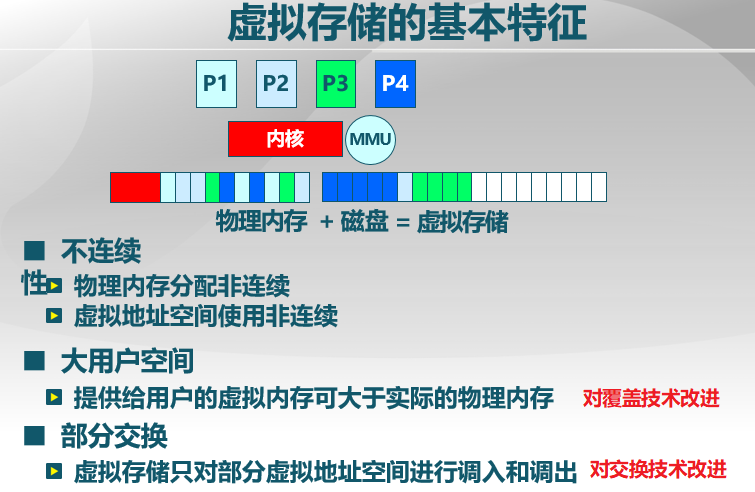 虚拟存储的基本特征
P1 P2 P3 P4
内核 MMU
物理内存 + 磁盘 = 虚拟存储
不连续
性
物理内存分配非连续
虚拟地址空间使用非连续
大用户空间
提供给用户的虚拟内存可大于实际的物理内存 对覆盖技术改进
部分交换
虚拟存储只对部分虚拟地址空间进行调入和调出 对交换技术改进